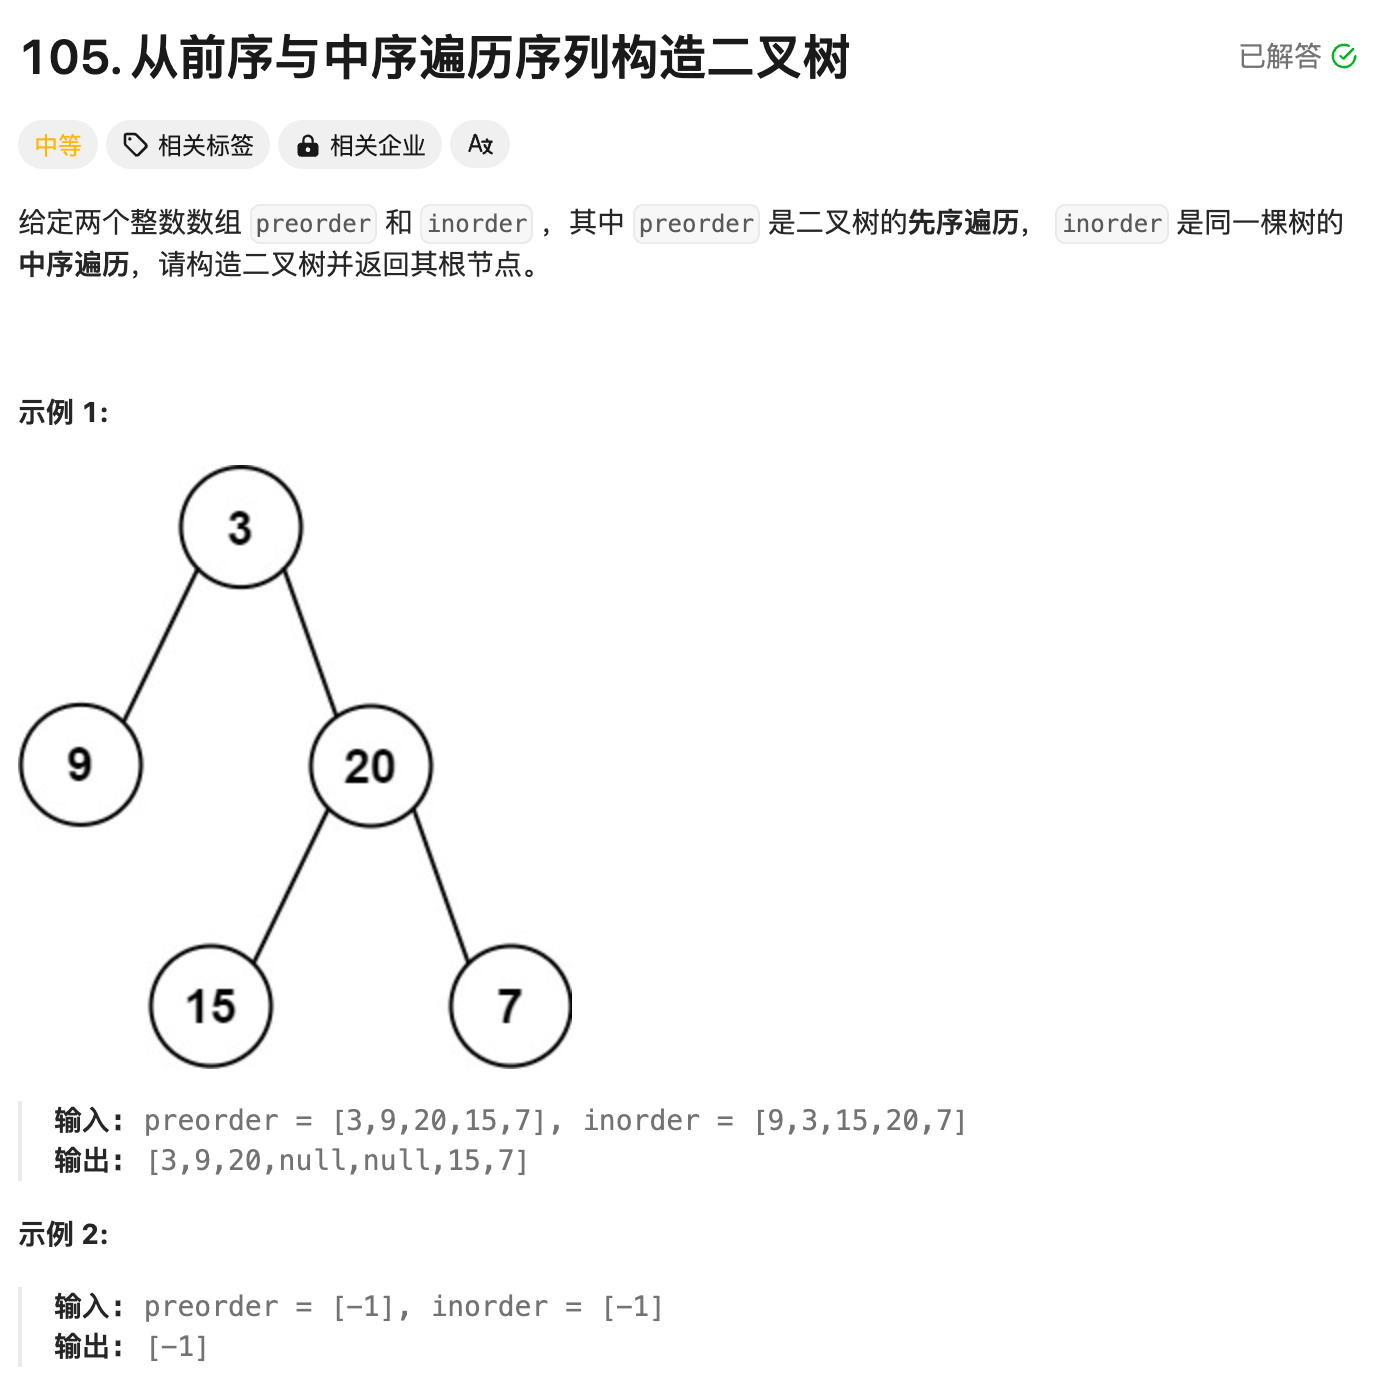 105. 从前序与中序遍历序列构造二叉树
已解答
中等 相关标签 相关企业 A文
给定两个整数数组 preorder 和 inorder ，其中 preorder 是二叉树的先序遍历， inorder 是同一棵树的
中序遍历，请构造二叉树并返回其根节点。
示例 1:
3
9
20
15
7
输入: preorder = [3,9,20,15,7], inorder = [9,3,15,20,7]
输出: [3,9,20,null,null,15,7]
示例 2:
输入: preorder = [-1], inorder = [-1]
输出: [-1]